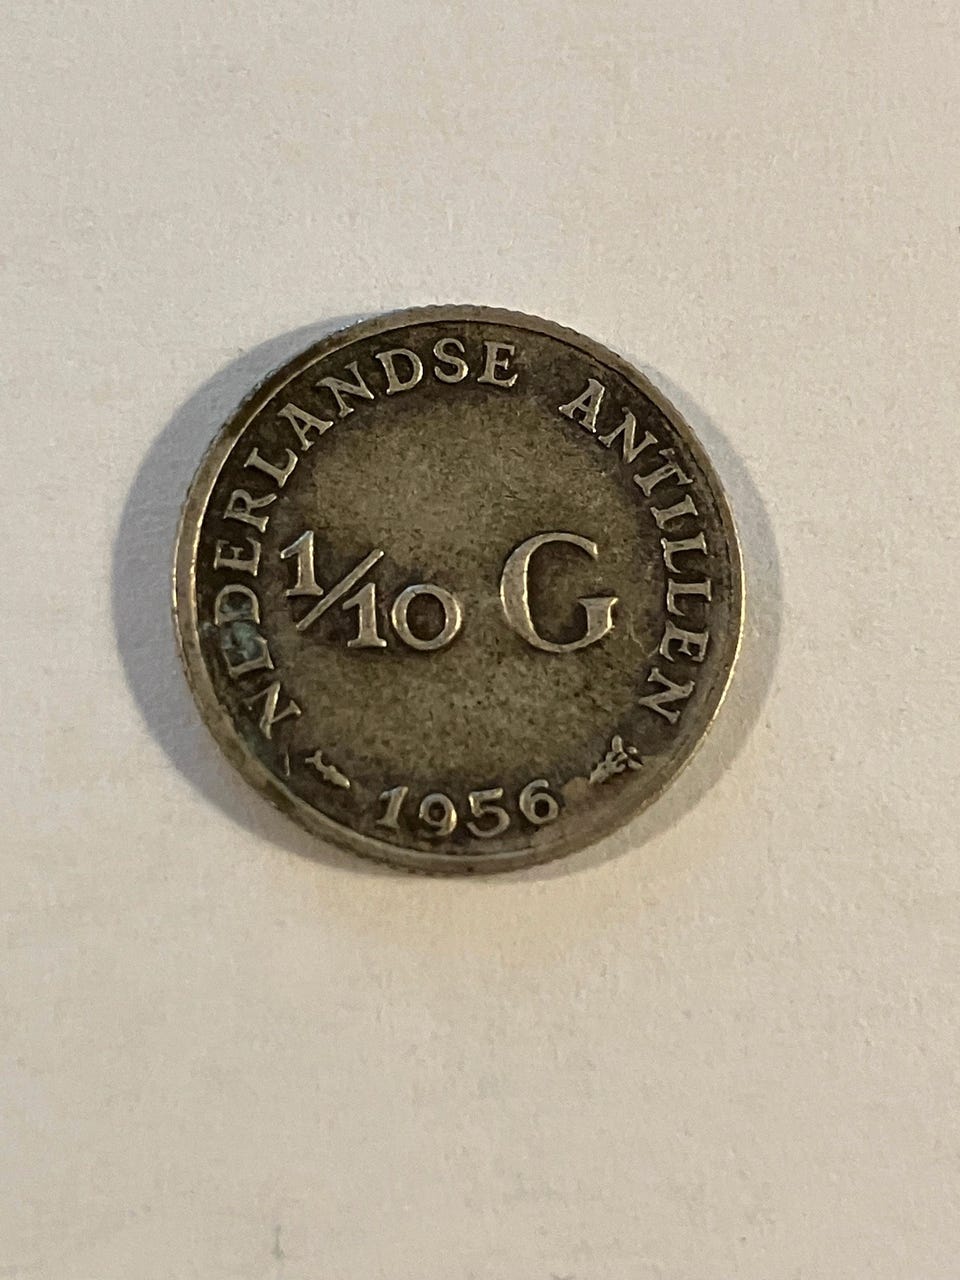 NEDERLANDSE ANTILLEN
1/10 G
1956